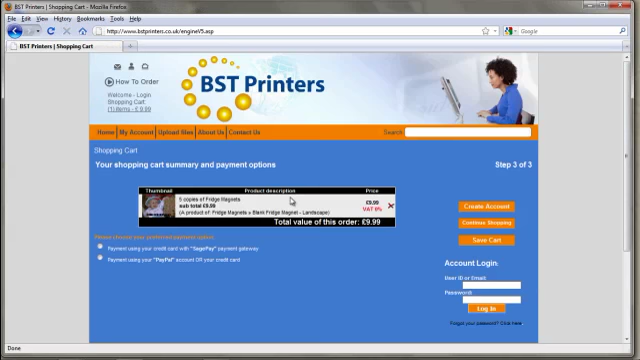 BST Printers | Shopping Cart - Mozilla Firefox
File Edit View History Bookmarks Tools Help
http://www.bstprinters.co.uk/engineV5.asp
Google
BST Printers | Shopping Cart
How To Order
BST Printers
Welcome - Login
Shopping Cart
(1) items - £ 9.99
Home | My Account | Upload Files | About Us | Contact Us
Search:
Shopping Cart
Your shopping cart summary and payment options
Step 3 of 3
Thumbnail Product description Price
5 copies of Fridge Magnets
sub total £9.99
(A product of: Fridge Magnets » Blank Fridge Magnet - Landscape)
£9.99
VAT 0%
Total value of this order: £9.99
Please choose your preferred payment option
Payment using your credit card with "SagePay" payment gateway
Payment using your "PayPal" account OR your credit card
Create Account
Continue Shopping
Save Cart
Account Login:
User ID or Email:
Password:
Log In
Forgot your password? Click here
Done